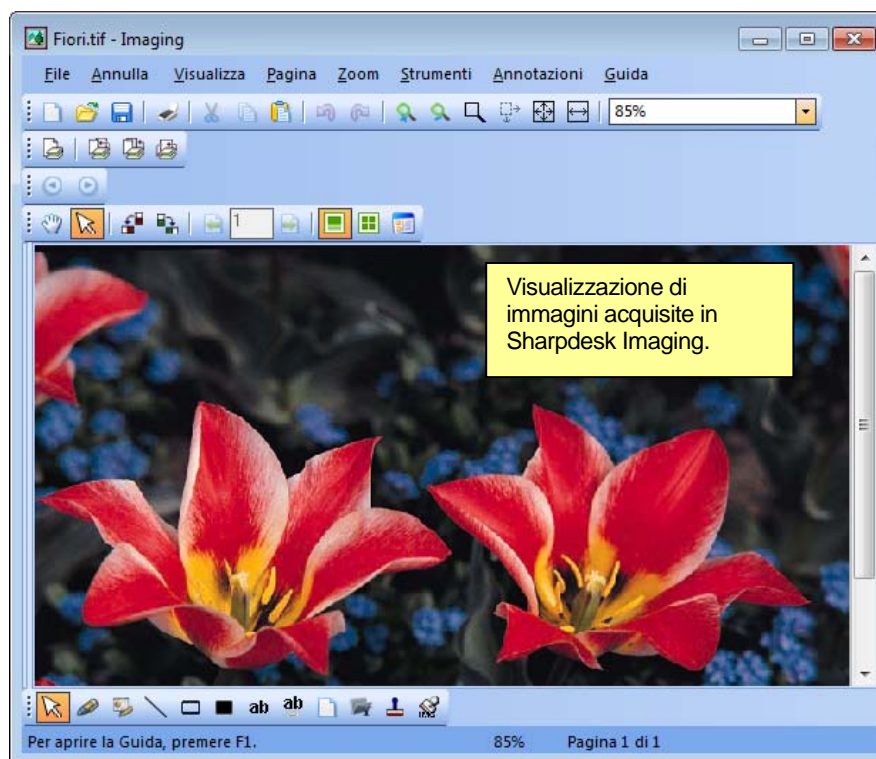 Fiori.tif - Imaging
File Annulla Visualizza Pagina Zoom Strumenti Annotazioni Guida
85%
1
Visualizzazione di
immagini acquisite in
Sharpdesk Imaging.
ab ab
Per aprire la Guida, premere F1. 85% Pagina 1 di 1